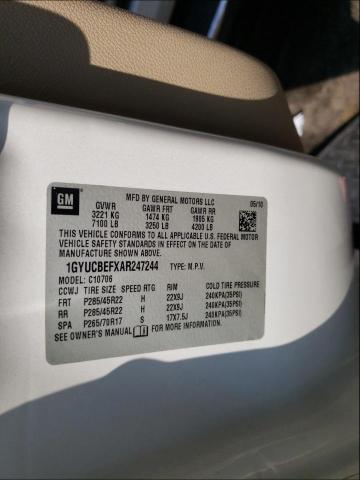 GM
MFD BY GENERAL MOTORS LLC
05/10
GVWR GAWR FRT GAWR RR
3221 KG 1474 KG 1905 KG
7100 LB 3250 LB 4200 LB
THIS VEHICLE CONFORMS TO ALL APPLICABLE U.S. FEDERAL MOTOR
VEHICLE SAFETY STANDARDS IN EFFECT ON THE DATE OF
MANUFACTURE SHOWN ABOVE.
1GYUCBEFXAR247244 TYPE: M.P.V.
MODEL: C10706
CCWJ TIRE SIZE SPEED RTG RIM COLD TIRE PRESSURE
FRT P285/45R22 H 22X9J 240KPA(35PSI)
RR P285/45R22 H 22X9J 240KPA(35PSI)
SPA P265/70R17 S 17X7.5J 240KPA(35PSI)
SEE OWNER'S MANUAL FOR MORE INFORMATION.